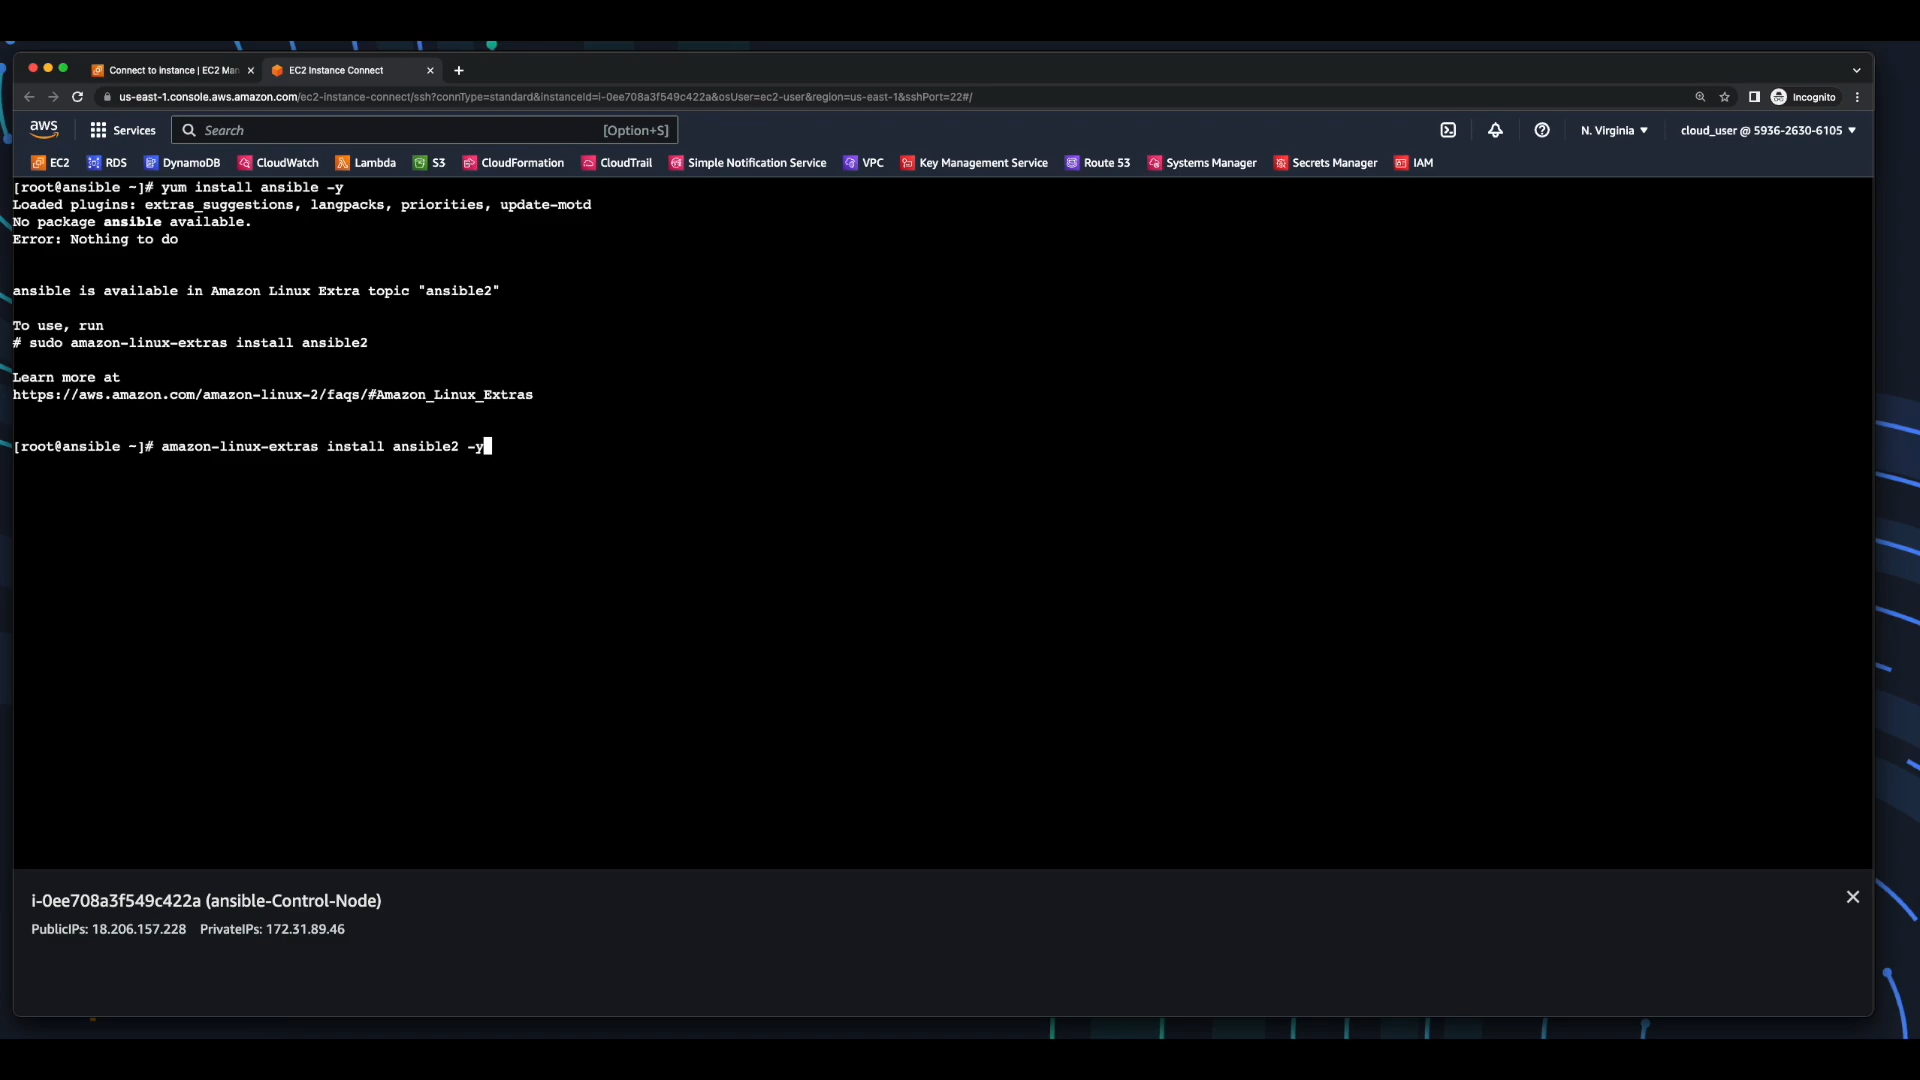 Connect to instance | EC2 Man
EC2 Instance Connect
us-east-1.console.aws.amazon.com/ec2-instance-connect/ssh?connType=standard&instanceId=i-0ee708a3f549c422a&osUser=ec2-user&region=us-east-1&sshPort=22#/
Incognito
aws
Services
Search
[Option+S]
N. Virginia
cloud_user @ 5936-2630-6105
EC2 RDS DynamoDB CloudWatch Lambda S3 CloudFormation CloudTrail Simple Notification Service VPC Key Management Service Route 53 Systems Manager Secrets Manager IAM
[root@ansible ~]# yum install ansible -y
Loaded plugins: extras_suggestions, langpacks, priorities, update-motd
No package ansible available.
Error: Nothing to do
ansible is available in Amazon Linux Extra topic "ansible2"
To use, run
# sudo amazon-linux-extras install ansible2
Learn more at
https://aws.amazon.com/amazon-linux-2/faqs/#Amazon_Linux_Extras
[root@ansible ~]# amazon-linux-extras install ansible2 -y
i-0ee708a3f549c422a (ansible-Control-Node)
PublicIPs: 18.206.157.228 PrivateIPs: 172.31.89.46